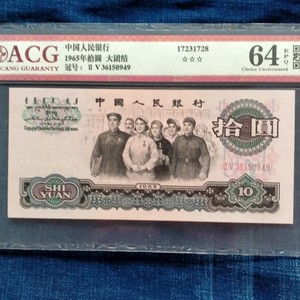 ACG
CANG GUARANTY
中国人民银行
1965年拾圆 大团结
冠号: ⅡV36150949
17231728
☆☆☆
64
EPQ
Choice Uncirculated
中國人民銀行
拾圓
ⅡV36150949
SHI
YUAN
1965
10